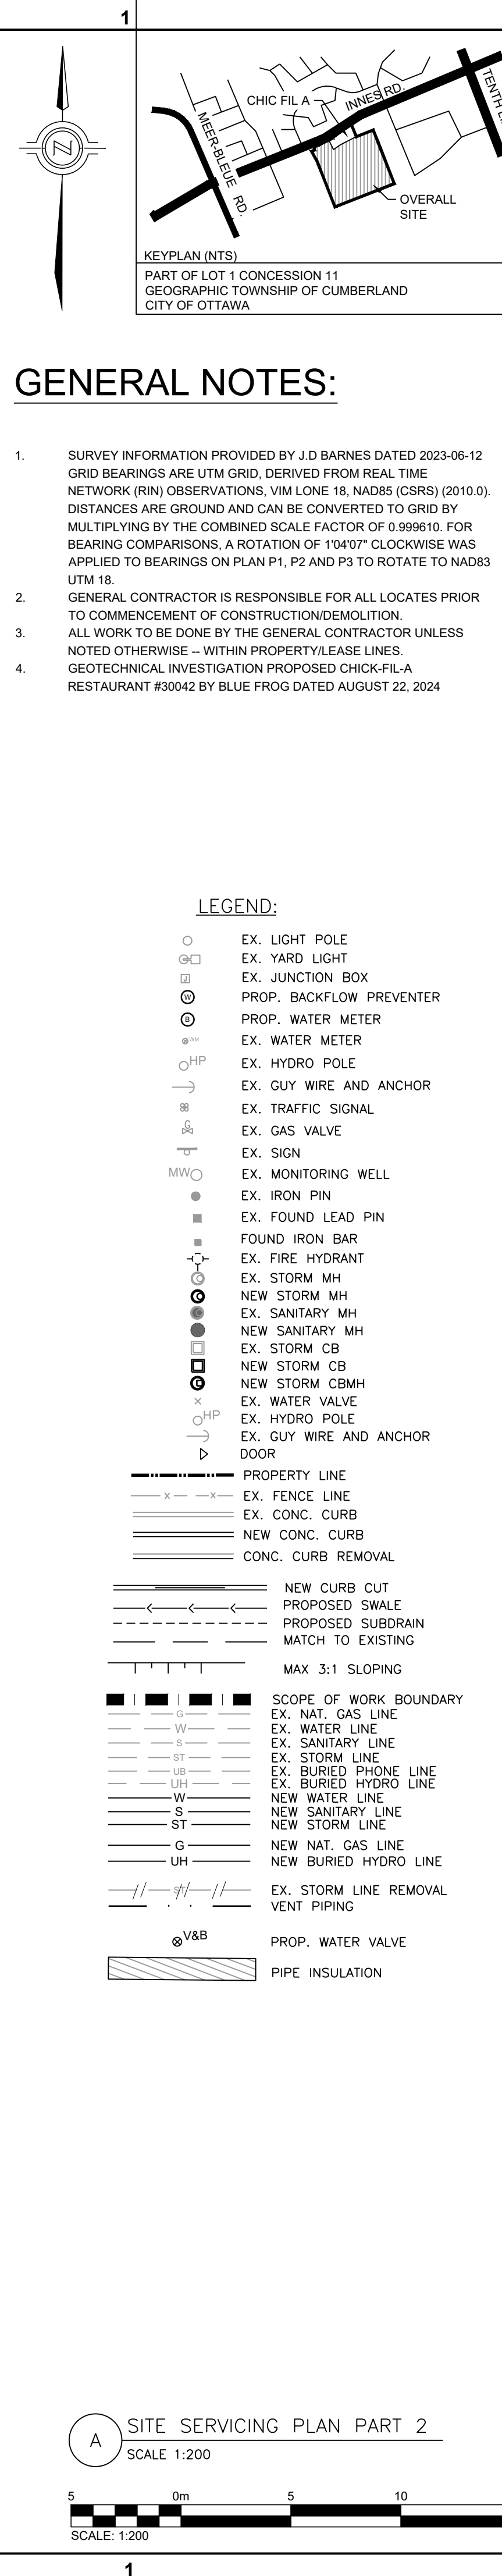 1
N
CHIC FIL A
INNES RD.
MEER-BLEUE RD.
OVERALL
SITE
KEYPLAN (NTS)
PART OF LOT 1 CONCESSION 11
GEOGRAPHIC TOWNSHIP OF CUMBERLAND
CITY OF OTTAWA
GENERAL NOTES:
1. SURVEY INFORMATION PROVIDED BY J.D BARNES DATED 2023-06-12
GRID BEARINGS ARE UTM GRID, DERIVED FROM REAL TIME
NETWORK (RIN) OBSERVATIONS, VIM LONE 18, NAD85 (CSRS) (2010.0).
DISTANCES ARE GROUND AND CAN BE CONVERTED TO GRID BY
MULTIPLYING BY THE COMBINED SCALE FACTOR OF 0.999610. FOR
BEARING COMPARISONS, A ROTATION OF 1'04'07" CLOCKWISE WAS
APPLIED TO BEARINGS ON PLAN P1, P2 AND P3 TO ROTATE TO NAD83
UTM 18.
2. GENERAL CONTRACTOR IS RESPONSIBLE FOR ALL LOCATES PRIOR
TO COMMENCEMENT OF CONSTRUCTION/DEMOLITION.
3. ALL WORK TO BE DONE BY THE GENERAL CONTRACTOR UNLESS
NOTED OTHERWISE -- WITHIN PROPERTY/LEASE LINES.
4. GEOTECHNICAL INVESTIGATION PROPOSED CHICK-FIL-A
RESTAURANT #30042 BY BLUE FROG DATED AUGUST 22, 2024
LEGEND:
EX. LIGHT POLE
EX. YARD LIGHT
J EX. JUNCTION BOX
W PROP. BACKFLOW PREVENTER
B PROP. WATER METER
WM EX. WATER METER
HP EX. HYDRO POLE
EX. GUY WIRE AND ANCHOR
EX. TRAFFIC SIGNAL
G EX. GAS VALVE
EX. SIGN
MW EX. MONITORING WELL
EX. IRON PIN
EX. FOUND LEAD PIN
FOUND IRON BAR
EX. FIRE HYDRANT
EX. STORM MH
NEW STORM MH
EX. SANITARY MH
NEW SANITARY MH
EX. STORM CB
NEW STORM CB
NEW STORM CBMH
EX. WATER VALVE
HP EX. HYDRO POLE
EX. GUY WIRE AND ANCHOR
DOOR
PROPERTY LINE
x x EX. FENCE LINE
EX. CONC. CURB
NEW CONC. CURB
CONC. CURB REMOVAL
NEW CURB CUT
PROPOSED SWALE
PROPOSED SUBDRAIN
MATCH TO EXISTING
MAX 3:1 SLOPING
SCOPE OF WORK BOUNDARY
G EX. NAT. GAS LINE
W EX. WATER LINE
S EX. SANITARY LINE
ST EX. STORM LINE
UB EX. BURIED PHONE LINE
UH EX. BURIED HYDRO LINE
W NEW WATER LINE
S NEW SANITARY LINE
ST NEW STORM LINE
G NEW NAT. GAS LINE
UH NEW BURIED HYDRO LINE
ST EX. STORM LINE REMOVAL
VENT PIPING
V&B PROP. WATER VALVE
PIPE INSULATION
A SITE SERVICING PLAN PART 2
SCALE 1:200
5 0m 5 10
SCALE: 1:200
1